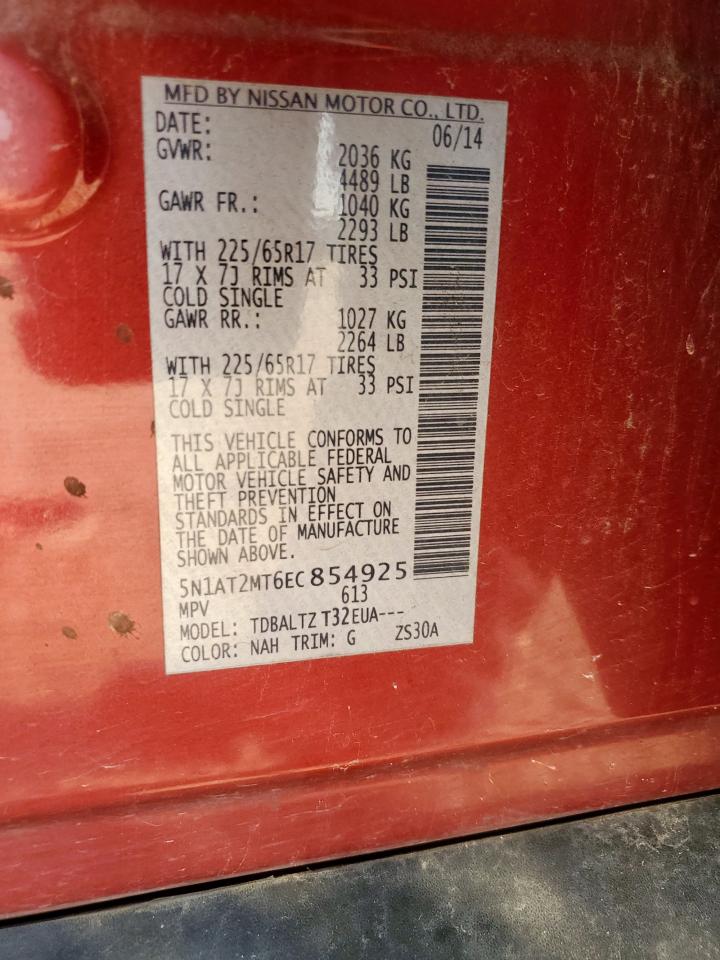 MFD BY NISSAN MOTOR CO., LTD.
DATE: 06/14
GVWR: 2036 KG
4489 LB
GAWR FR.: 1040 KG
2293 LB
WITH 225/65R17 TIRES
17 X 7J RIMS AT 33 PSI
COLD SINGLE
GAWR RR.: 1027 KG
2264 LB
WITH 225/65R17 TIRES
17 X 7J RIMS AT 33 PSI
COLD SINGLE
THIS VEHICLE CONFORMS TO
ALL APPLICABLE FEDERAL
MOTOR VEHICLE SAFETY AND
THEFT PREVENTION
STANDARDS IN EFFECT ON
THE DATE OF MANUFACTURE
SHOWN ABOVE.
5N1AT2MT6EC854925
MPV 613
MODEL: TDBALTZ T32EUA---
COLOR: NAH TRIM: G ZS30A